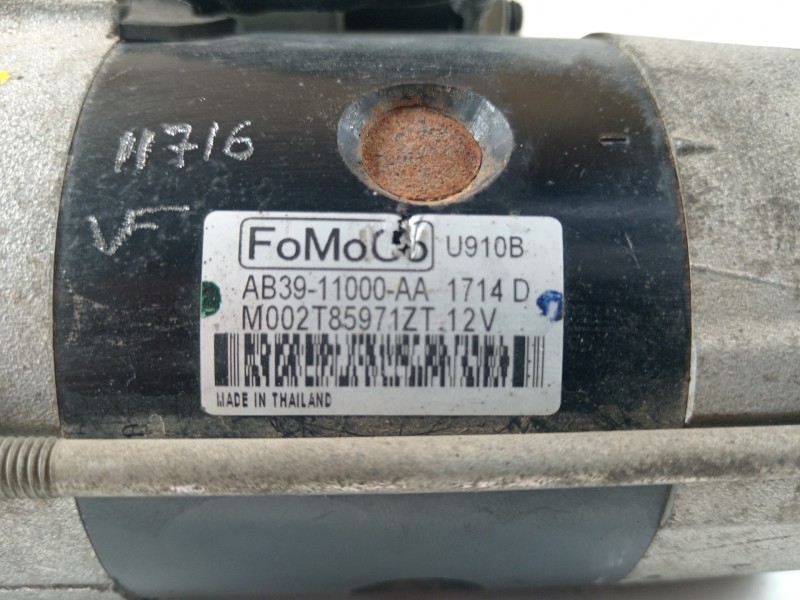 11716
VF
FoMoCo U910B
AB39-11000-AA 1714 D
M002T85971ZT 12V
MADE IN THAILAND